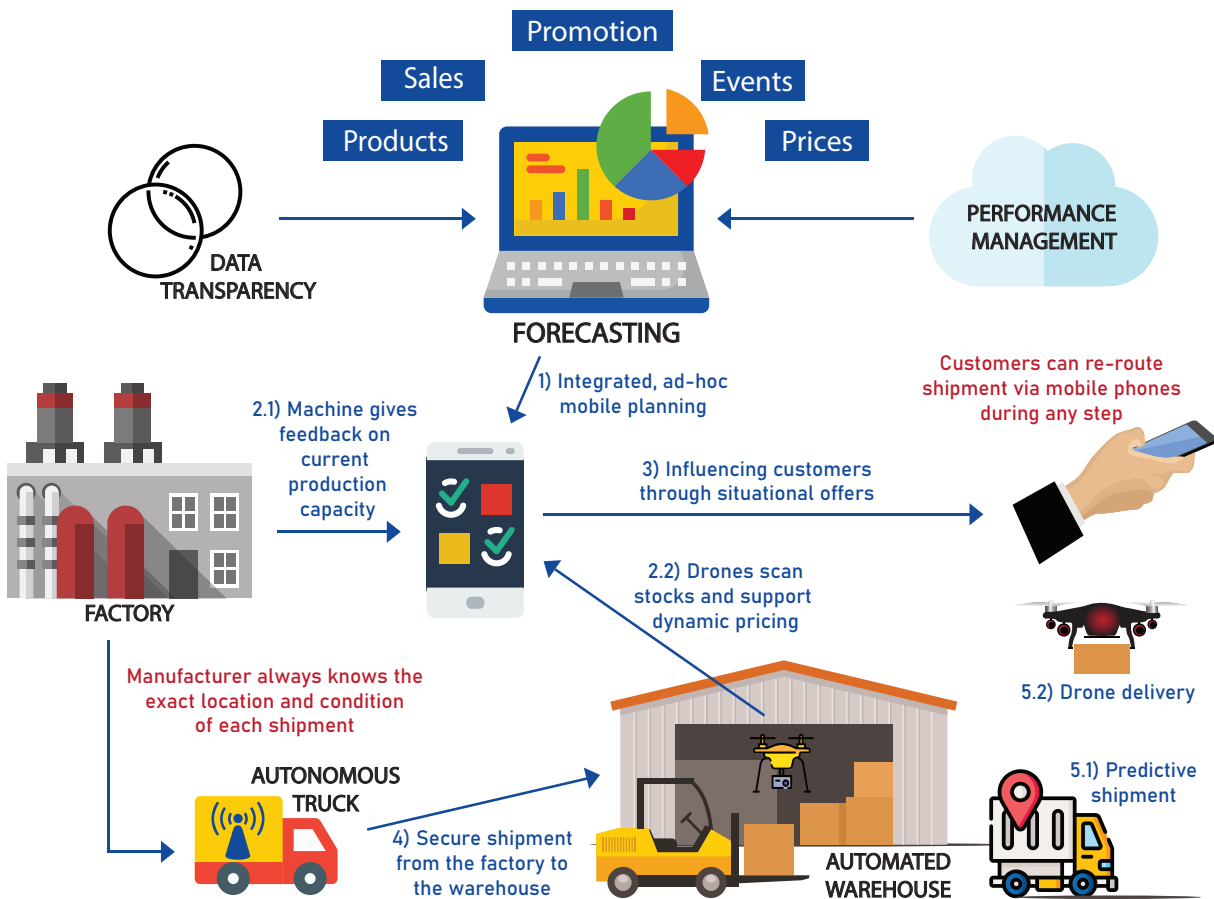 Promotion
Sales
Events
Products
Prices
DATA
TRANSPARENCY
PERFORMANCE
MANAGEMENT
FORECASTING
1) Integrated, ad-hoc
mobile planning
Customers can re-route
shipment via mobile phones
during any step
2.1) Machine gives
feedback on
current
production
capacity
3) Influencing customers
through situational offers
FACTORY
2.2) Drones scan
stocks and support
dynamic pricing
5.2) Drone delivery
Manufacturer always knows the
exact location and condition
of each shipment
AUTONOMOUS
TRUCK
4) Secure shipment
from the factory to
the warehouse
AUTOMATED
WAREHOUSE
5.1) Predictive
shipment